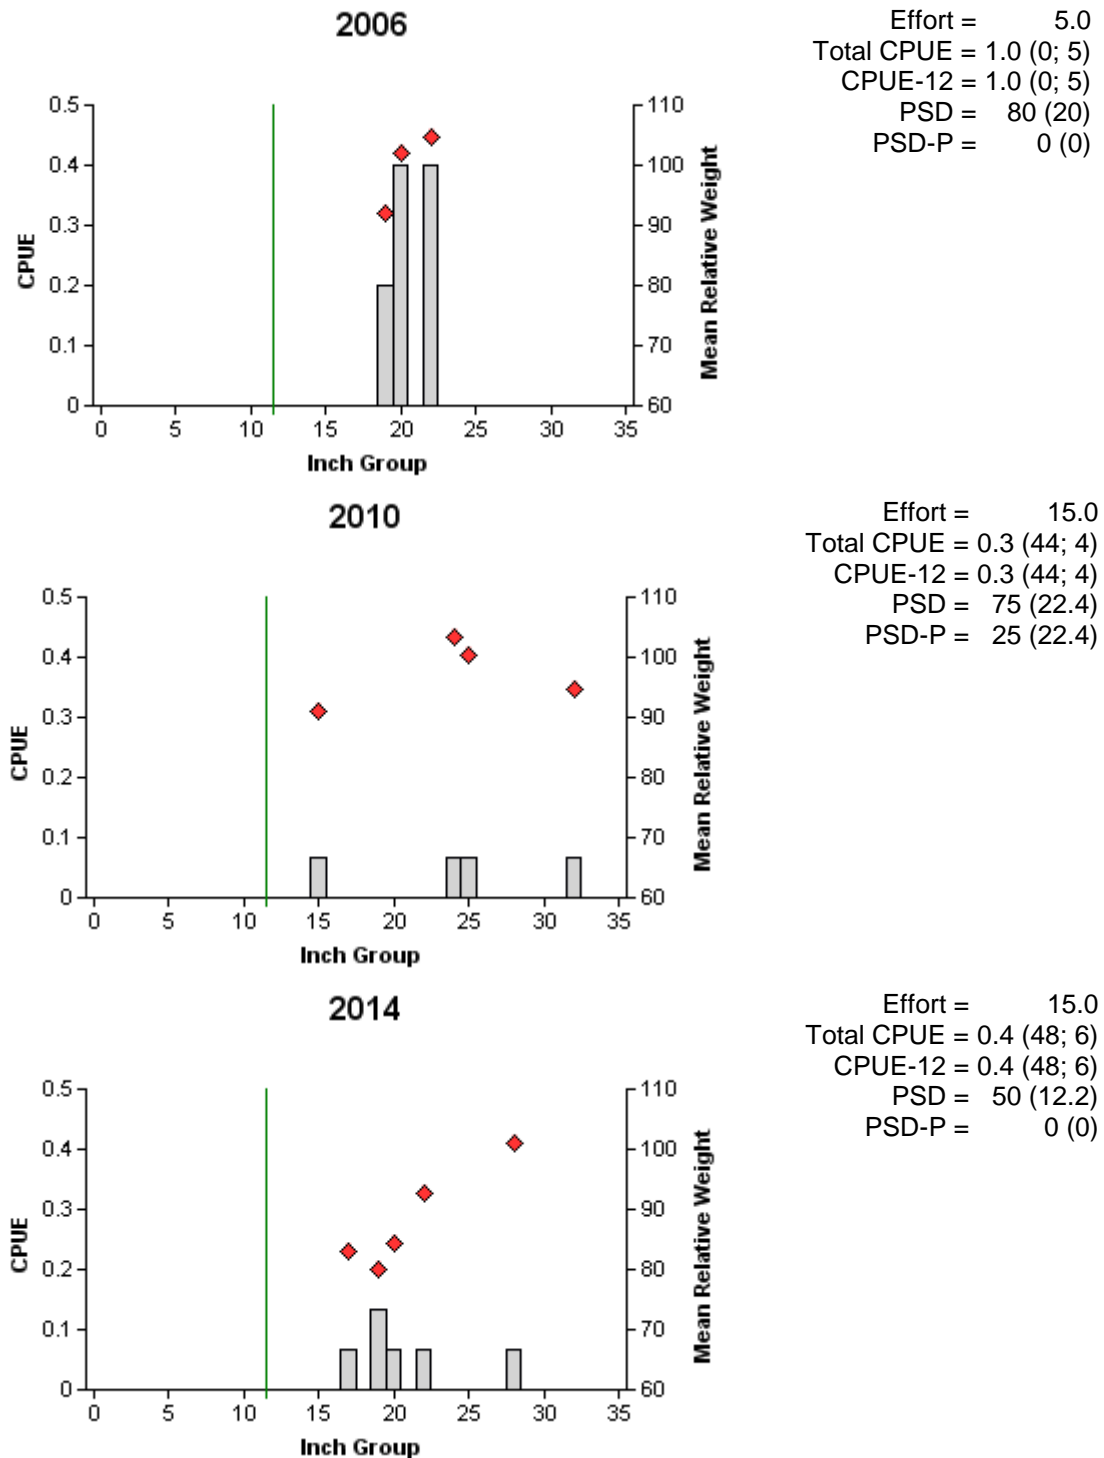 2006
Effort = 5.0
Total CPUE = 1.0 (0; 5)
CPUE-12 = 1.0 (0; 5)
PSD = 80 (20)
PSD-P = 0 (0)
0.5
0.4
0.3
0.2
0.1
0
CPUE
110
100
90
80
70
60
Mean Relative Weight
0 5 10 15 20 25 30 35
Inch Group
2010
Effort = 15.0
Total CPUE = 0.3 (44; 4)
CPUE-12 = 0.3 (44; 4)
PSD = 75 (22.4)
PSD-P = 25 (22.4)
0.5
0.4
0.3
0.2
0.1
0
CPUE
110
100
90
80
70
60
Mean Relative Weight
0 5 10 15 20 25 30 35
Inch Group
2014
Effort = 15.0
Total CPUE = 0.4 (48; 6)
CPUE-12 = 0.4 (48; 6)
PSD = 50 (12.2)
PSD-P = 0 (0)
0.5
0.4
0.3
0.2
0.1
0
CPUE
110
100
90
80
70
60
Mean Relative Weight
0 5 10 15 20 25 30 35
Inch Group